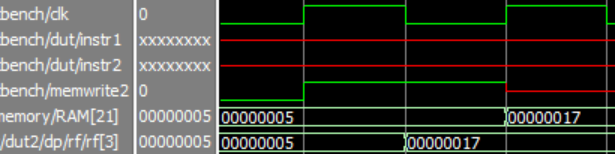 bench/clk 0
bench/dut/instr1 xxxxxxxx
bench/dut/instr2 xxxxxxxx
bench/memwrite2 0
memory/RAM[21] 00000005 00000005 00000017
/dut2/dp/rf/rf[3] 00000005 00000005 00000017